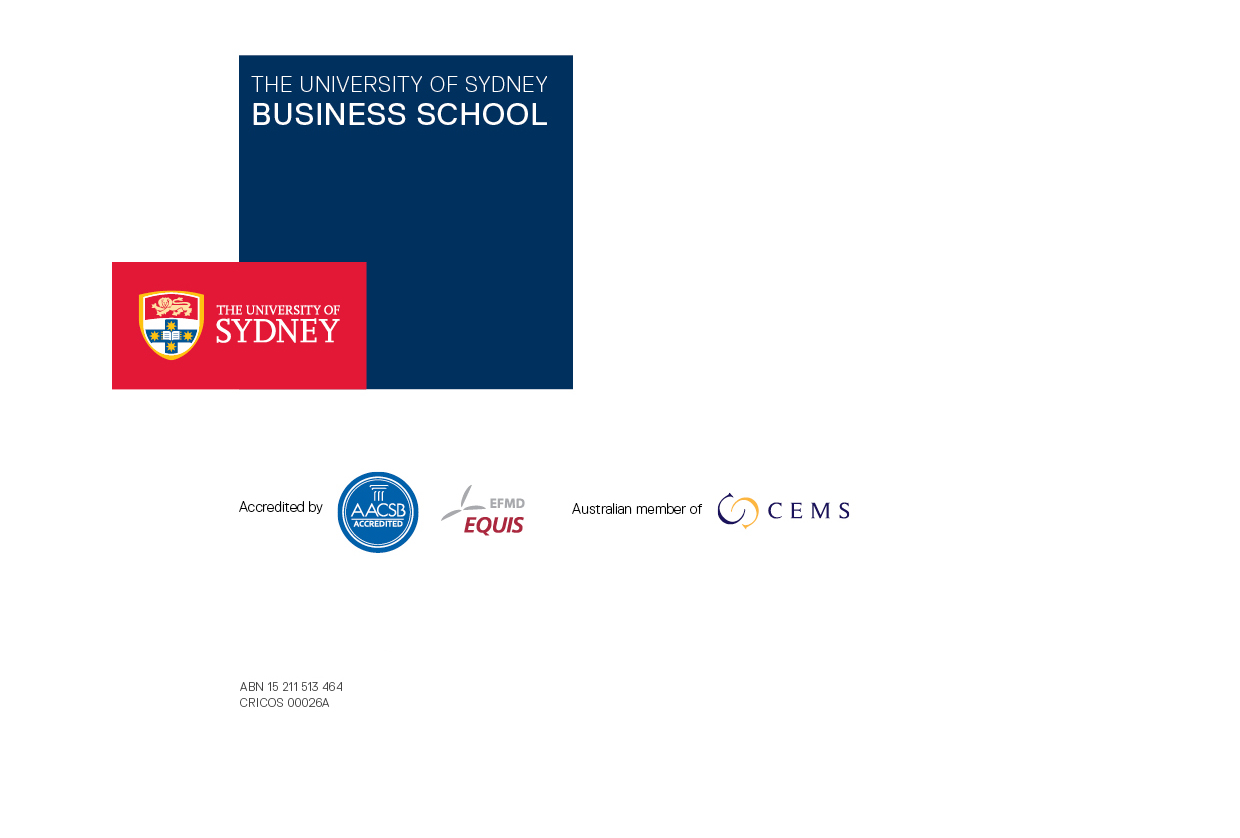 THE UNIVERSITY OF SYDNEY
BUSINESS SCHOOL
THE UNIVERSITY OF
SYDNEY
Accredited by
AACSB
ACCREDITED
EFMD
EQUIS
Australian member of
CEMS
ABN 15 211 513 464
CRICOS 00026A